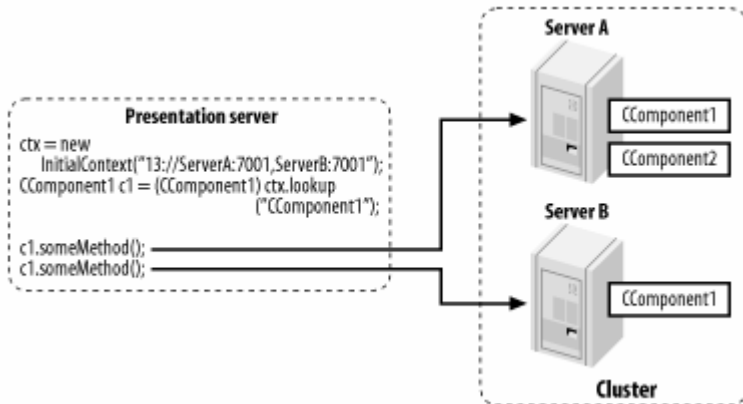 Presentation server
ctx = new
InitialContext("13://ServerA:7001,ServerB:7001");
CComponent1 c1 = (CComponent1) ctx.lookup
("CComponent1");
c1.someMethod();
c1.someMethod();
Server A
CComponent1
CComponent2
Server B
CComponent1
Cluster